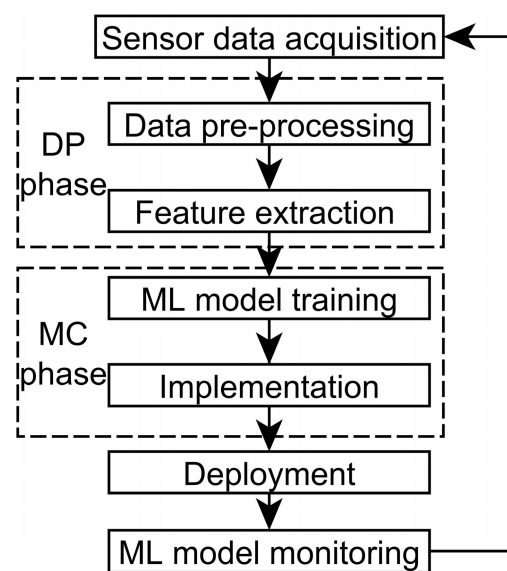 Sensor data acquisition
DP
phase
Data pre-processing
Feature extraction
MC
phase
ML model training
Implementation
Deployment
ML model monitoring